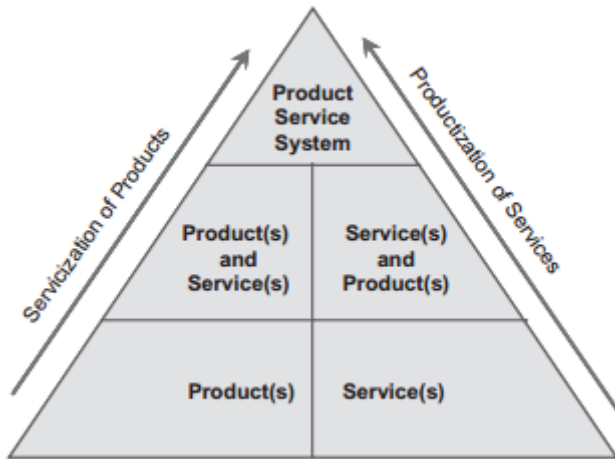 Product
Service
System
Servicization of Products
Productization of Services
Product(s)
and
Service(s)
Service(s)
and
Product(s)
Product(s)
Service(s)